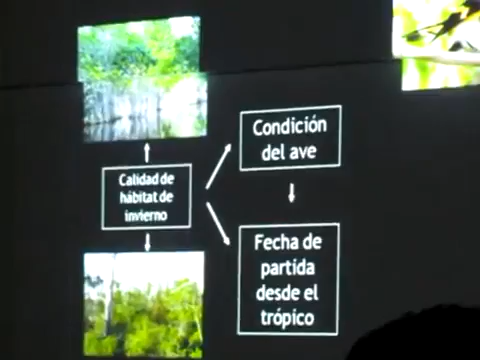 Condición
del ave
Calidad de
hábitat de
invierno
Fecha de
partida
desde el
trópico